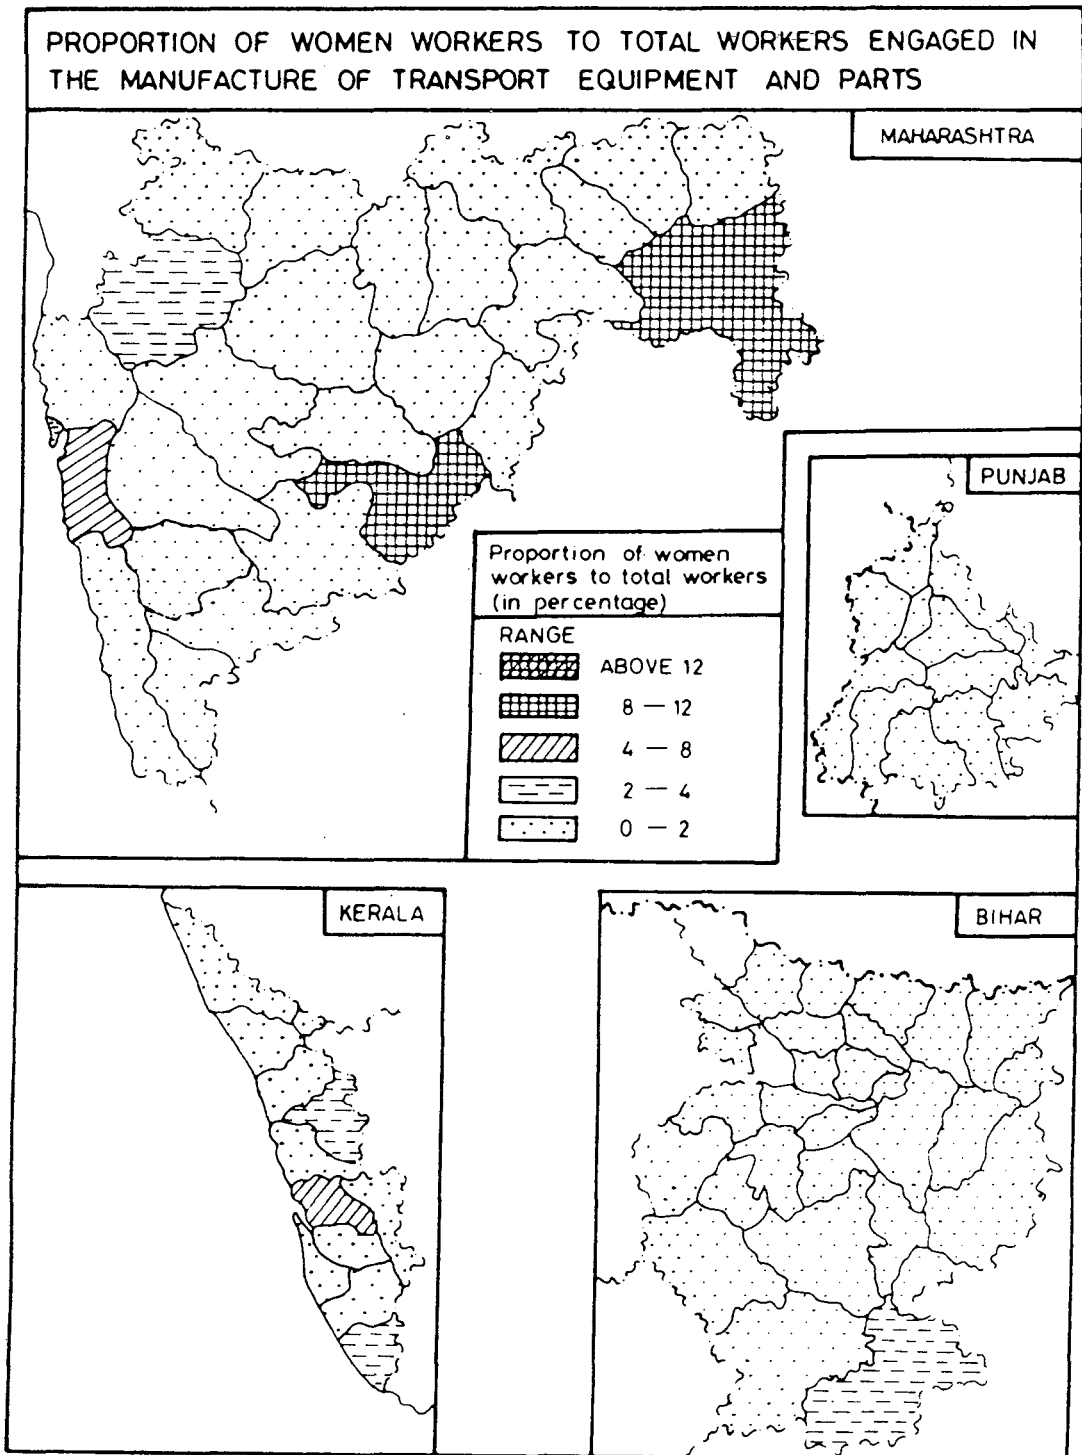 PROPORTION OF WOMEN WORKERS TO TOTAL WORKERS ENGAGED IN
THE MANUFACTURE OF TRANSPORT EQUIPMENT AND PARTS
MAHARASHTRA
PUNJAB
Proportion of women
workers to total workers
(in percentage)
RANGE
ABOVE 12
8 — 12
4 — 8
2 — 4
0 — 2
KERALA
BIHAR